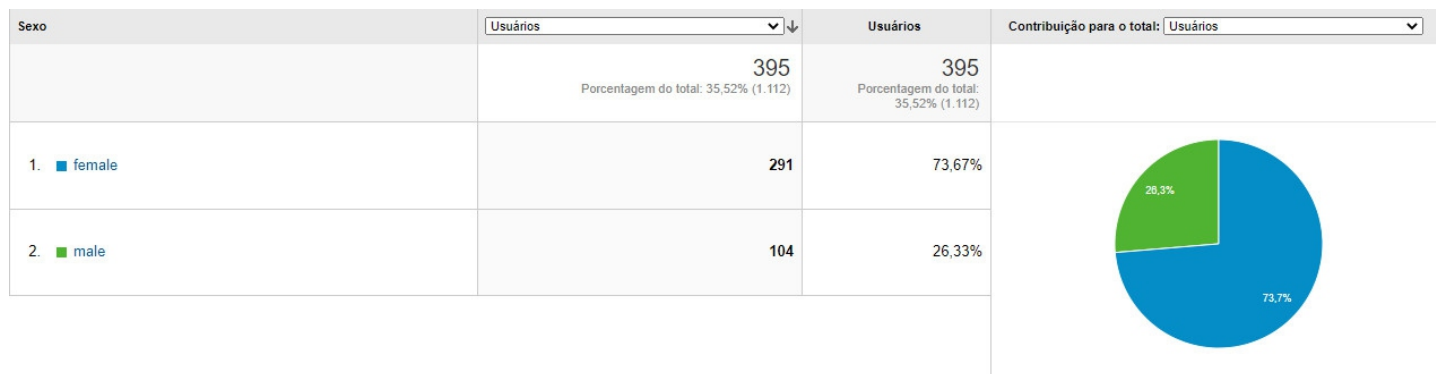 Sexo
Usuários
Usuários
Contribuição para o total: Usuários
395
Porcentagem do total: 35,52% (1.112)
395
Porcentagem do total:
35,52% (1.112)
1. female
291
73,67%
2. male
104
26,33%
26,3%
73,7%